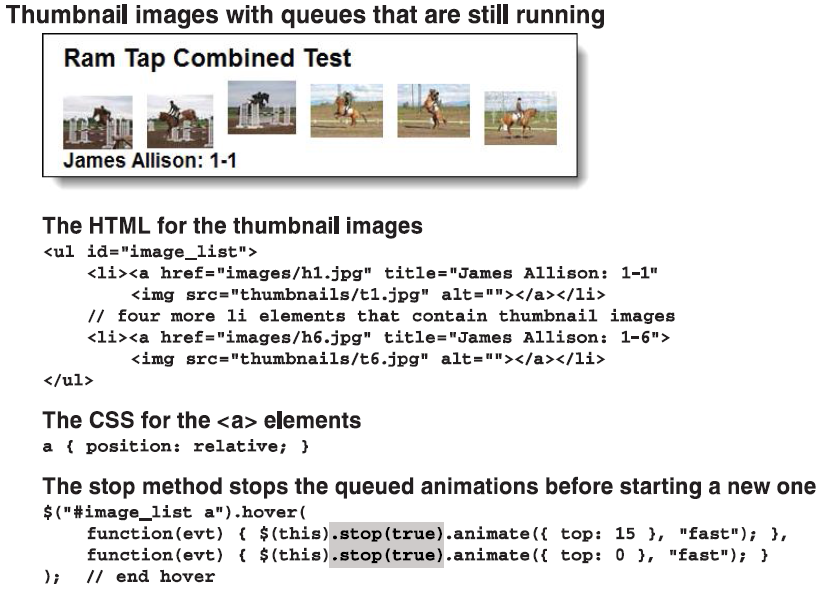 Thumbnail images with queues that are still running
Ram Tap Combined Test
James Allison: 1-1
The HTML for the thumbnail images
<ul id="image_list">
    <li><a href="images/h1.jpg" title="James Allison: 1-1"
        <img src="thumbnails/t1.jpg" alt=""></a></li>
    // four more li elements that contain thumbnail images
    <li><a href="images/h6.jpg" title="James Allison: 1-6">
        <img src="thumbnails/t6.jpg" alt=""></a></li>
</ul>
The CSS for the <a> elements
a { position: relative; }
The stop method stops the queued animations before starting a new one
$("#image_list a").hover(
    function(evt) { $(this).stop(true).animate({ top: 15 }, "fast"); },
    function(evt) { $(this).stop(true).animate({ top: 0 }, "fast"); }
);  // end hover